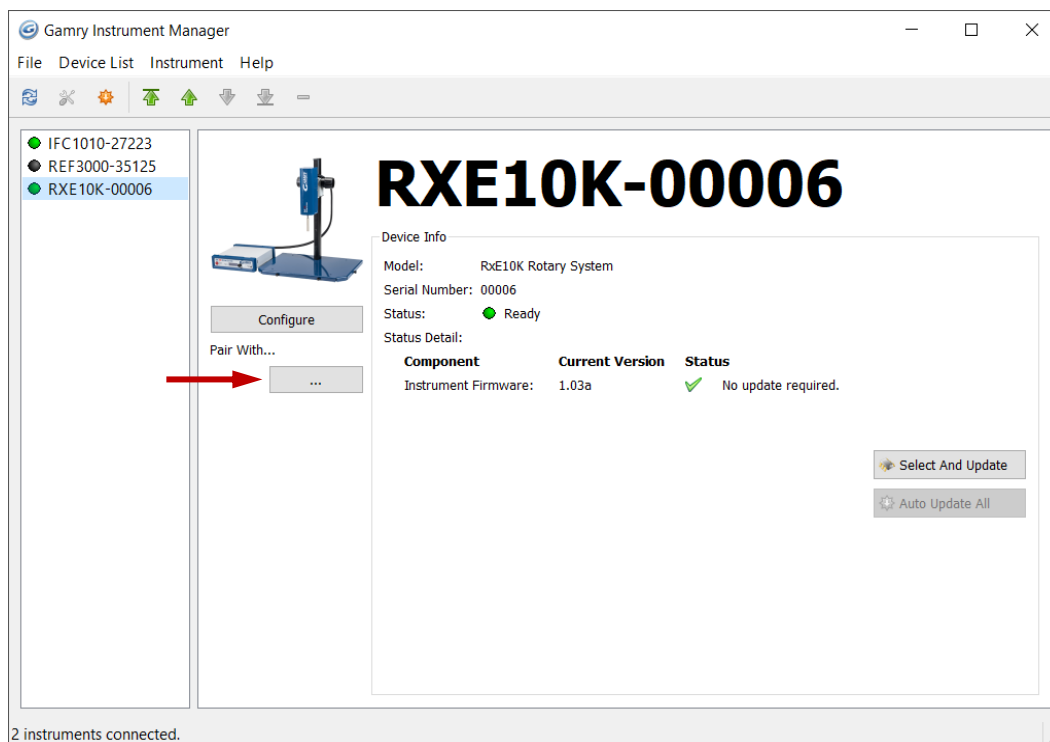 Gamry Instrument Manager
File Device List Instrument Help
IFC1010-27223
REF3000-35125
RXE10K-00006
RXE10K-00006
Configure
Pair With...
...
Device Info
Model: RxE10K Rotary System
Serial Number: 00006
Status: Ready
Status Detail:
Component Current Version Status
Instrument Firmware: 1.03a No update required.
Select And Update
Auto Update All
2 instruments connected.